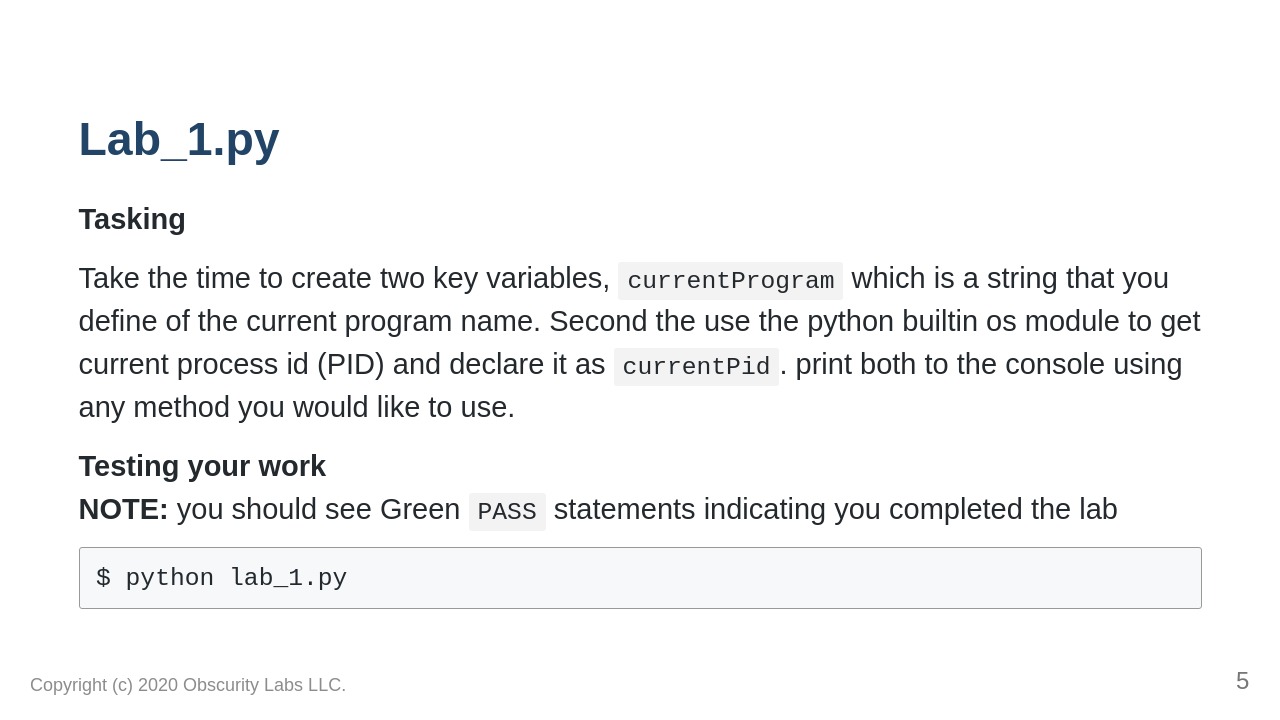 Lab_1.py
Tasking
Take the time to create two key variables, currentProgram which is a string that you
define of the current program name. Second the use the python builtin os module to get
current process id (PID) and declare it as currentPid. print both to the console using
any method you would like to use.
Testing your work
NOTE: you should see Green PASS statements indicating you completed the lab
$ python lab_1.py
Copyright (c) 2020 Obscurity Labs LLC.
5